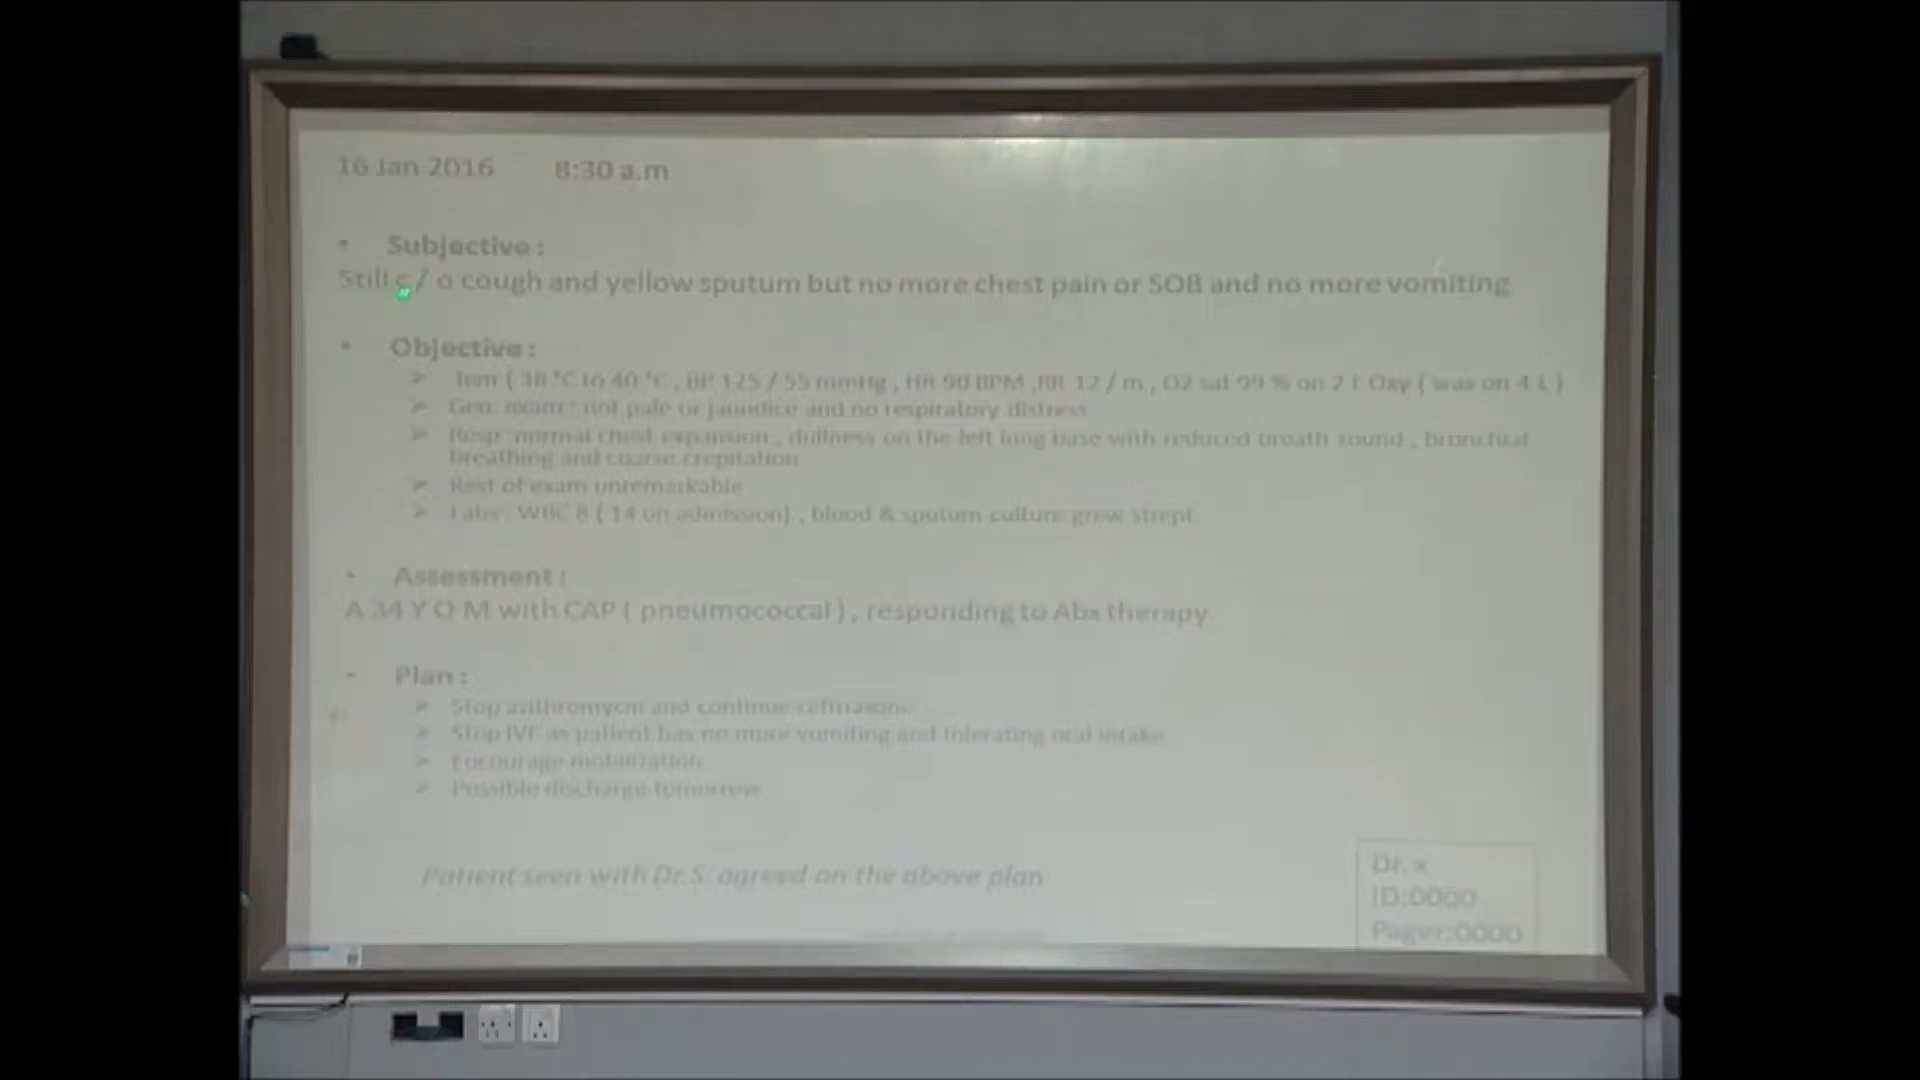 16 Jan 2016 8:30 a.m
• Subjective :
Still c / o cough and yellow sputum but no more chest pain or SOB and no more vomiting
• Objective :
➢ Tem ( 38 °C to 40 °C , BP 125 / 55 mmHg , HR 90 BPM ,RR 12 / m , O2 sat 99 % on 2 L Oxy ( was on 4 L )
➢ Gen. exam : not pale or jaundice and no respiratory distress
➢ Resp :normal chest expansion , dullness on the left lung base with reduced breath sound , bronchial
breathing and coarse crepitation
➢ Rest of exam unremarkable
➢ Labs : WBC 8 ( 14 on admission) , blood & sputum culture grew strept.
• Assessment :
A 34 Y O M with CAP ( pneumococcal ) , responding to Abx therapy
- Plan :
➢ Stop azithromycin and continue ceftriaxone
➢ Stop IVF as patient has no more vomiting and tolerating oral intake
➢ Encourage mobilization
➢ Possible discharge tomorrow
Patient seen with Dr.S agreed on the above plan
Dr. x
ID:0000
Pager:0000